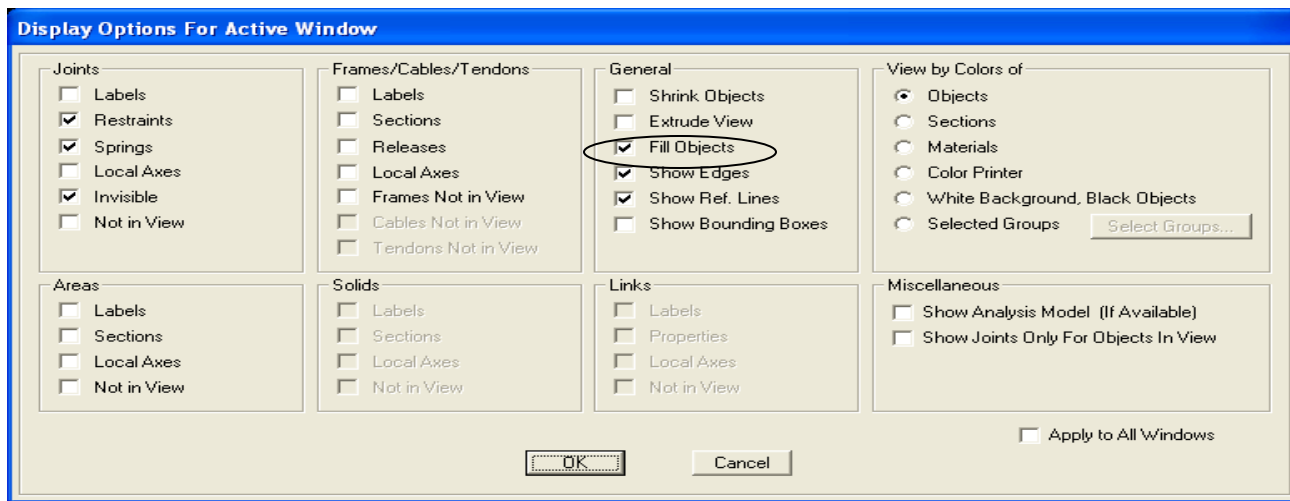 Display Options For Active Window
Joints
Labels
Restraints
Springs
Local Axes
Invisible
Not in View
Frames/Cables/Tendons
Labels
Sections
Releases
Local Axes
Frames Not in View
Cables Not in View
Tendons Not in View
General
Shrink Objects
Extrude View
Fill Objects
Show Edges
Show Ref. Lines
Show Bounding Boxes
View by Colors of
Objects
Sections
Materials
Color Printer
White Background, Black Objects
Selected Groups
Select Groups...
Areas
Labels
Sections
Local Axes
Not in View
Solids
Labels
Sections
Local Axes
Not in View
Links
Labels
Properties
Local Axes
Not in View
Miscellaneous
Show Analysis Model (If Available)
Show Joints Only For Objects In View
Apply to All Windows
OK
Cancel